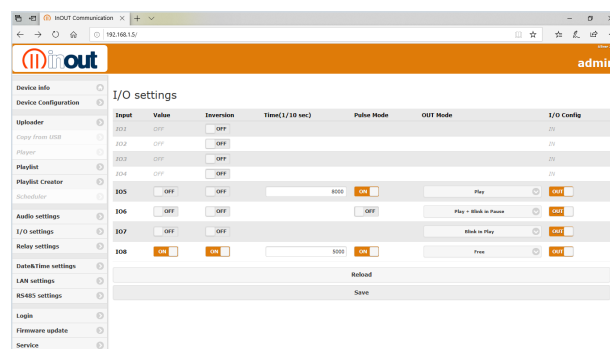 InOUT Communication
192.168.1.5/
inout
admin
Device info
Device Configuration
Uploader
Copy from USB
Player
Playlist
Playlist Creator
Scheduler
Audio settings
I/O settings
Relay settings
Date&Time settings
LAN settings
RS485 settings
Login
Firmware update
Service
I/O settings
Input Value Inversion Time(1/10 sec) Pulse Mode OUT Mode I/O Config
IO1 OFF OFF IN
IO2 OFF OFF IN
IO3 OFF OFF IN
IO4 OFF OFF IN
IO5 OFF OFF 8000 ON Play OUT
IO6 OFF OFF OFF Play + Blink in Pause OUT
IO7 OFF OFF Blink in Play OUT
IO8 ON ON 5000 ON Free OUT
Reload
Save